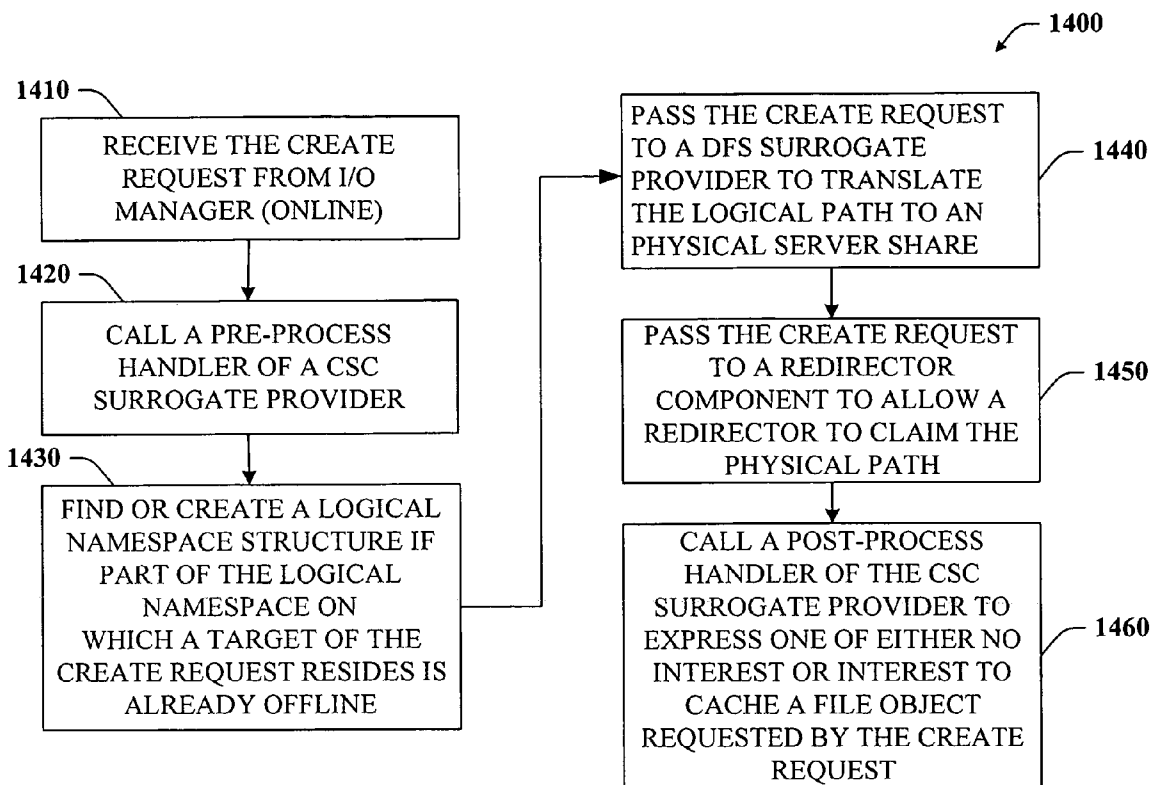 1400
1410
RECEIVE THE CREATE
REQUEST FROM I/O
MANAGER (ONLINE)
1420
CALL A PRE-PROCESS
HANDLER OF A CSC
SURROGATE PROVIDER
1430
FIND OR CREATE A LOGICAL
NAMESPACE STRUCTURE IF
PART OF THE LOGICAL
NAMESPACE ON
WHICH A TARGET OF THE
CREATE REQUEST RESIDES IS
ALREADY OFFLINE
PASS THE CREATE REQUEST
TO A DFS SURROGATE
PROVIDER TO TRANSLATE
THE LOGICAL PATH TO AN
PHYSICAL SERVER SHARE
1440
PASS THE CREATE REQUEST
TO A REDIRECTOR
COMPONENT TO ALLOW A
REDIRECTOR TO CLAIM THE
PHYSICAL PATH
1450
CALL A POST-PROCESS
HANDLER OF THE CSC
SURROGATE PROVIDER TO
EXPRESS ONE OF EITHER NO
INTEREST OR INTEREST TO
CACHE A FILE OBJECT
REQUESTED BY THE CREATE
REQUEST
1460